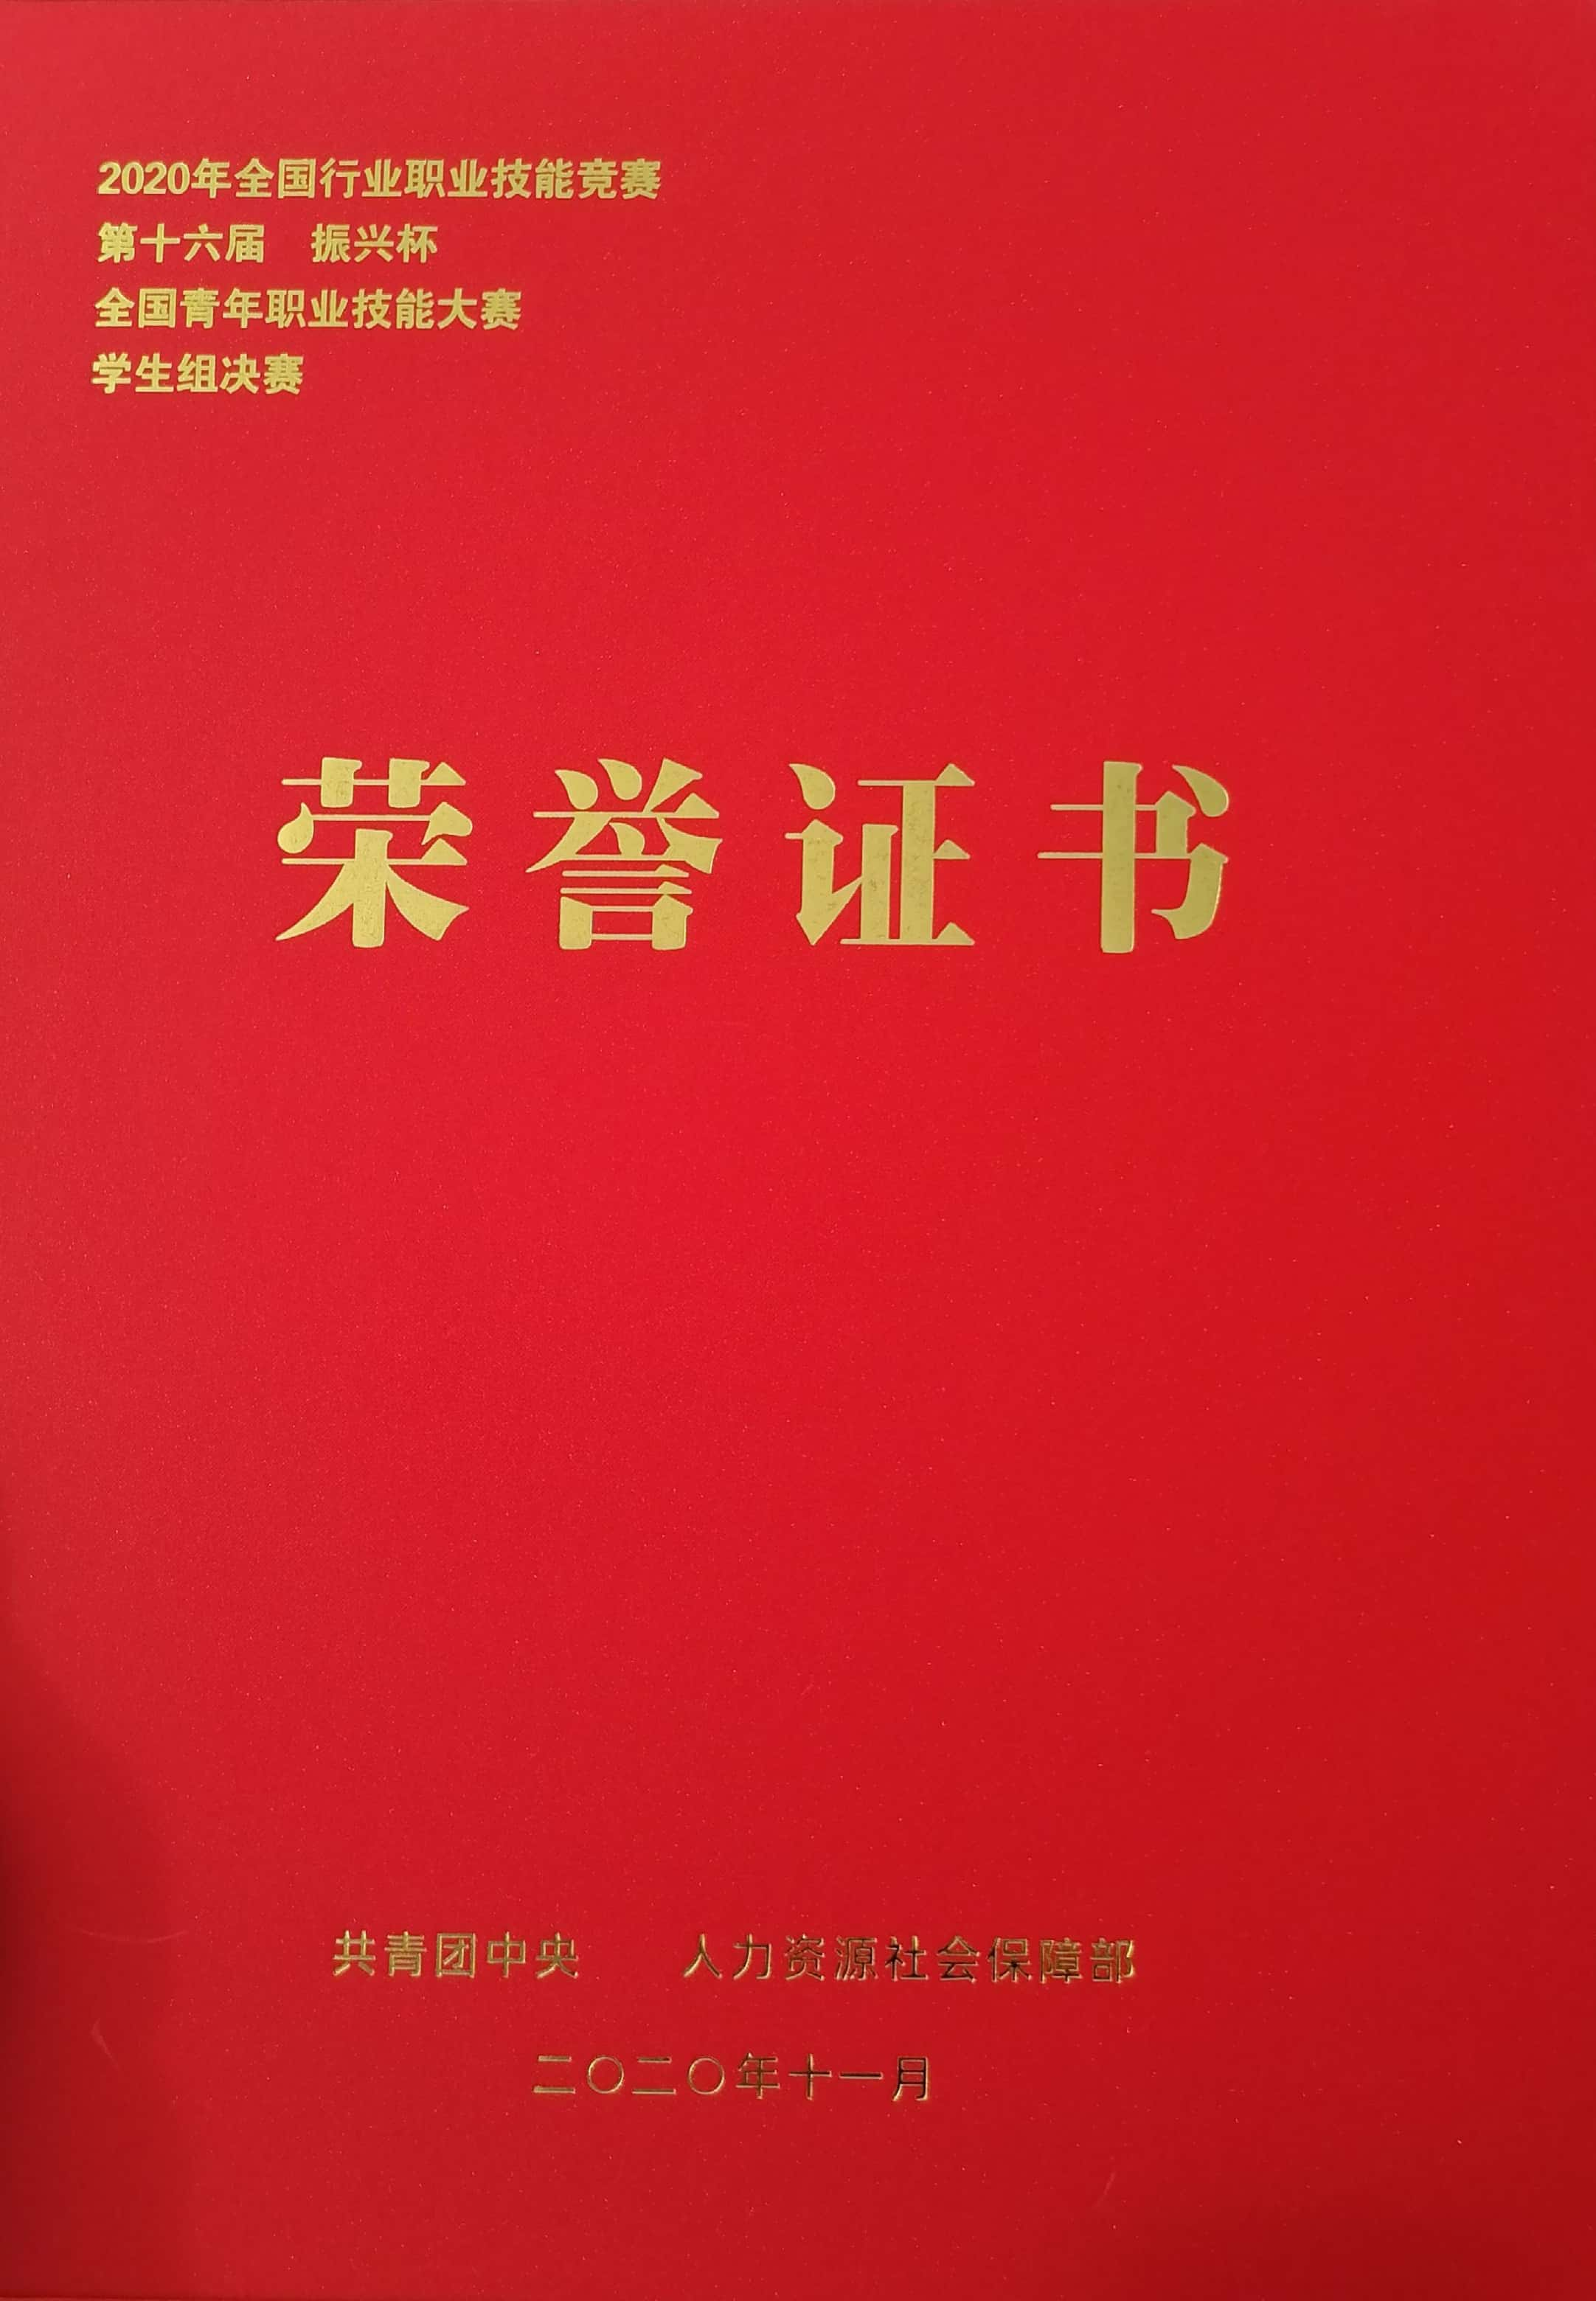 2020年全国行业职业技能竞赛
第十六届　振兴杯
全国青年职业技能大赛
学生组决赛
荣誉证书
共青团中央　　人力资源社会保障部
二〇二〇年十一月